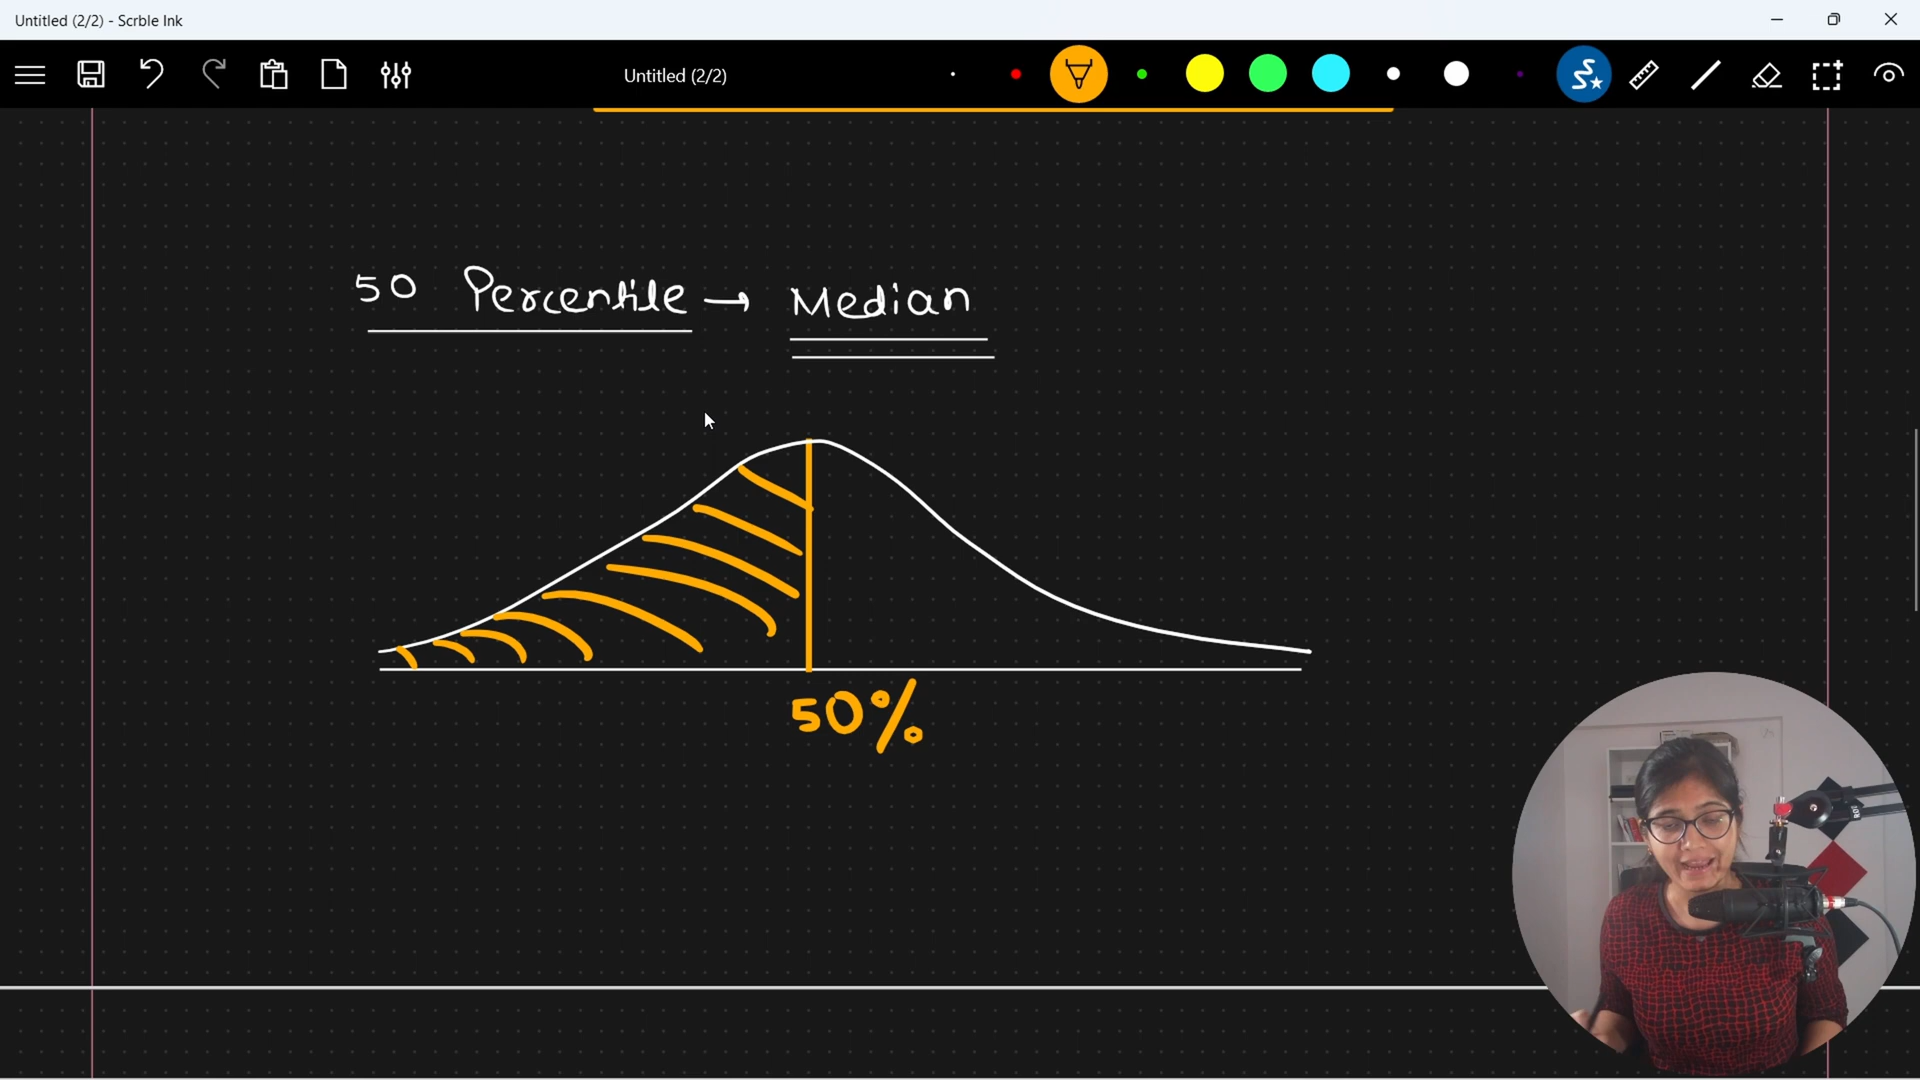 Untitled (2/2) - Scrble Ink
Untitled (2/2)
50 Percentile → Median
50%